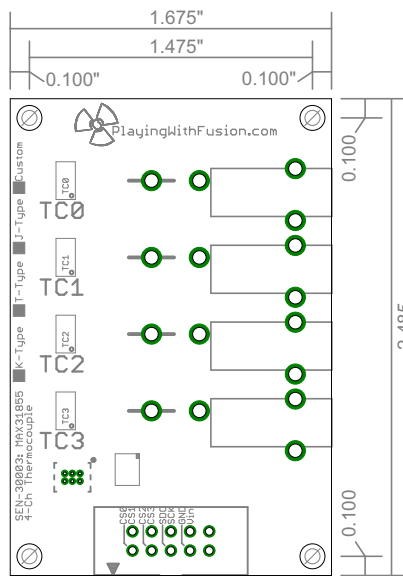 1.675"
1.475"
0.100" 0.100"
PlayingWithFusion.com
0.100
Custom
J-Type
T-Type
K-Type
TC0
TC0
TC1
TC1
TC2
TC2
TC3
TC3
SEN-30003: MAX31855
4-Ch Thermocouple
CS0
CS1
CS2
CS3
SDO
SCK
GND
Vin
0.100